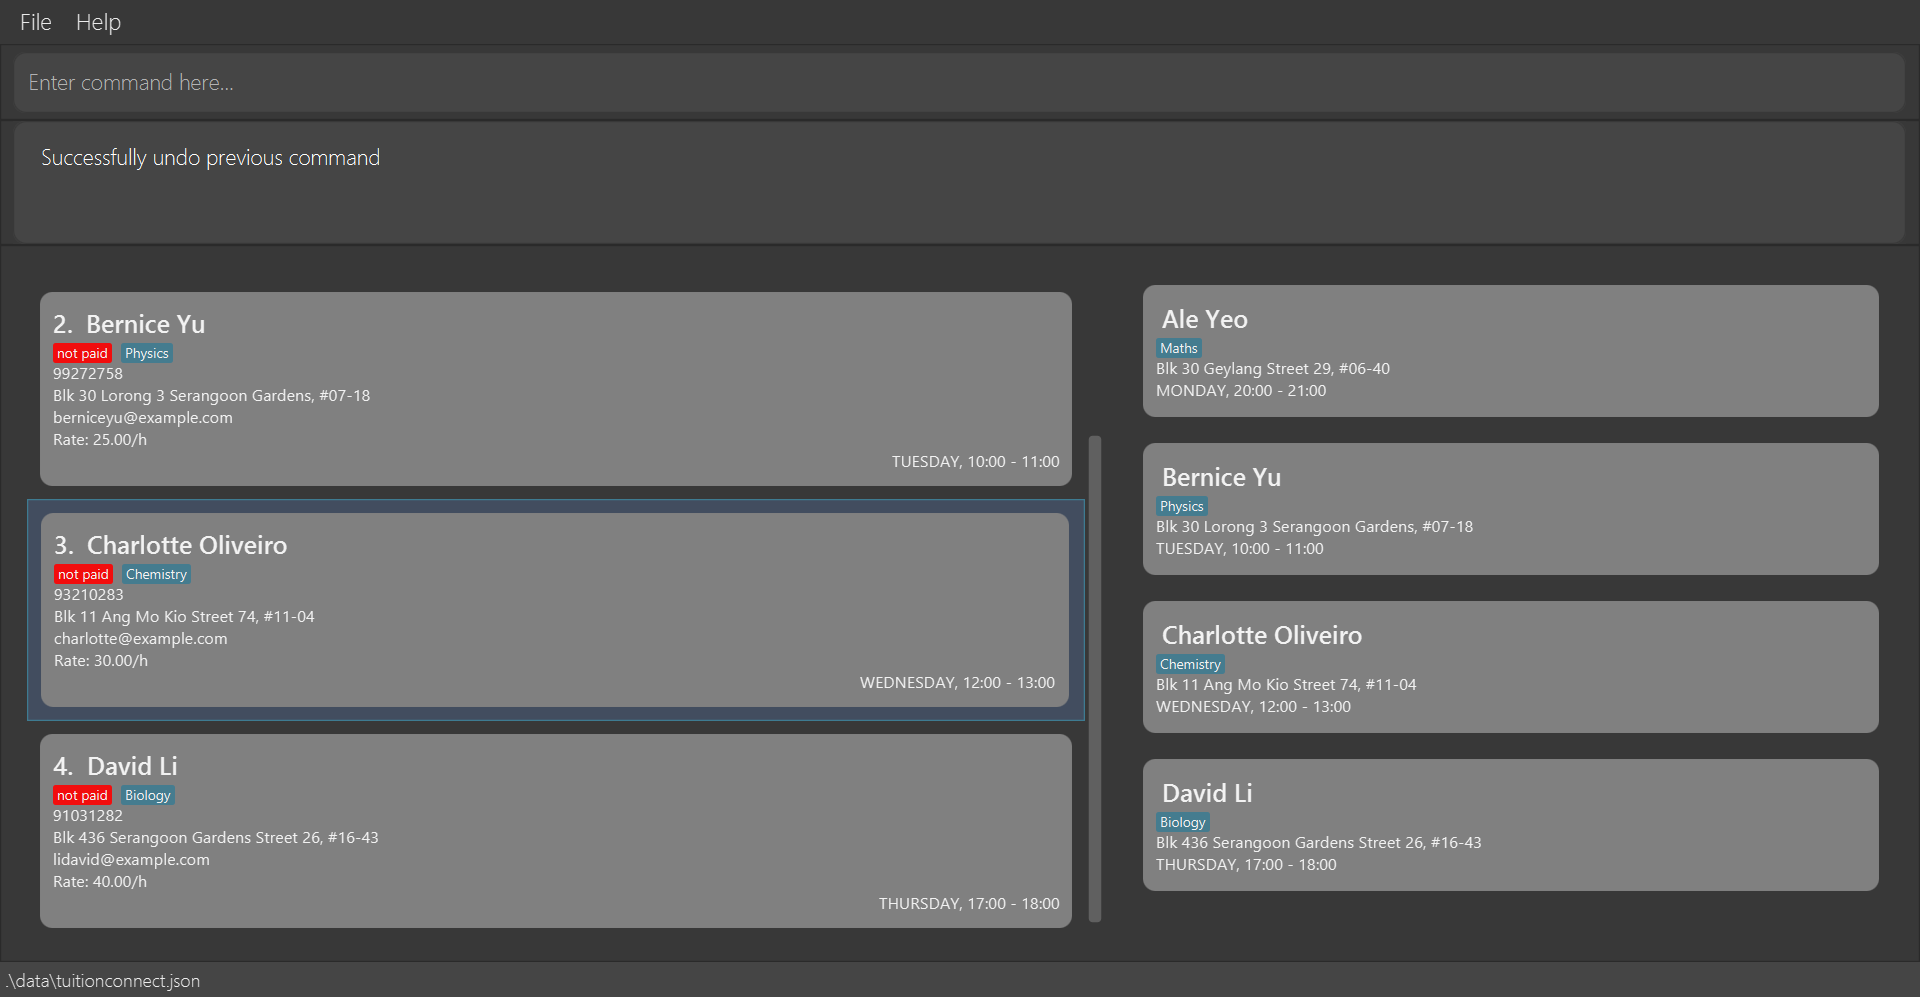 File Help
Enter command here...
Successfully undo previous command
2. Bernice Yu
not paid Physics
99272758
Blk 30 Lorong 3 Serangoon Gardens, #07-18
berniceyu@example.com
Rate: 25.00/h
TUESDAY, 10:00 - 11:00
3. Charlotte Oliveiro
not paid Chemistry
93210283
Blk 11 Ang Mo Kio Street 74, #11-04
charlotte@example.com
Rate: 30.00/h
WEDNESDAY, 12:00 - 13:00
4. David Li
not paid Biology
91031282
Blk 436 Serangoon Gardens Street 26, #16-43
lidavid@example.com
Rate: 40.00/h
THURSDAY, 17:00 - 18:00
Ale Yeo
Maths
Blk 30 Geylang Street 29, #06-40
MONDAY, 20:00 - 21:00
Bernice Yu
Physics
Blk 30 Lorong 3 Serangoon Gardens, #07-18
TUESDAY, 10:00 - 11:00
Charlotte Oliveiro
Chemistry
Blk 11 Ang Mo Kio Street 74, #11-04
WEDNESDAY, 12:00 - 13:00
David Li
Biology
Blk 436 Serangoon Gardens Street 26, #16-43
THURSDAY, 17:00 - 18:00
.\data\tuitionconnect.json